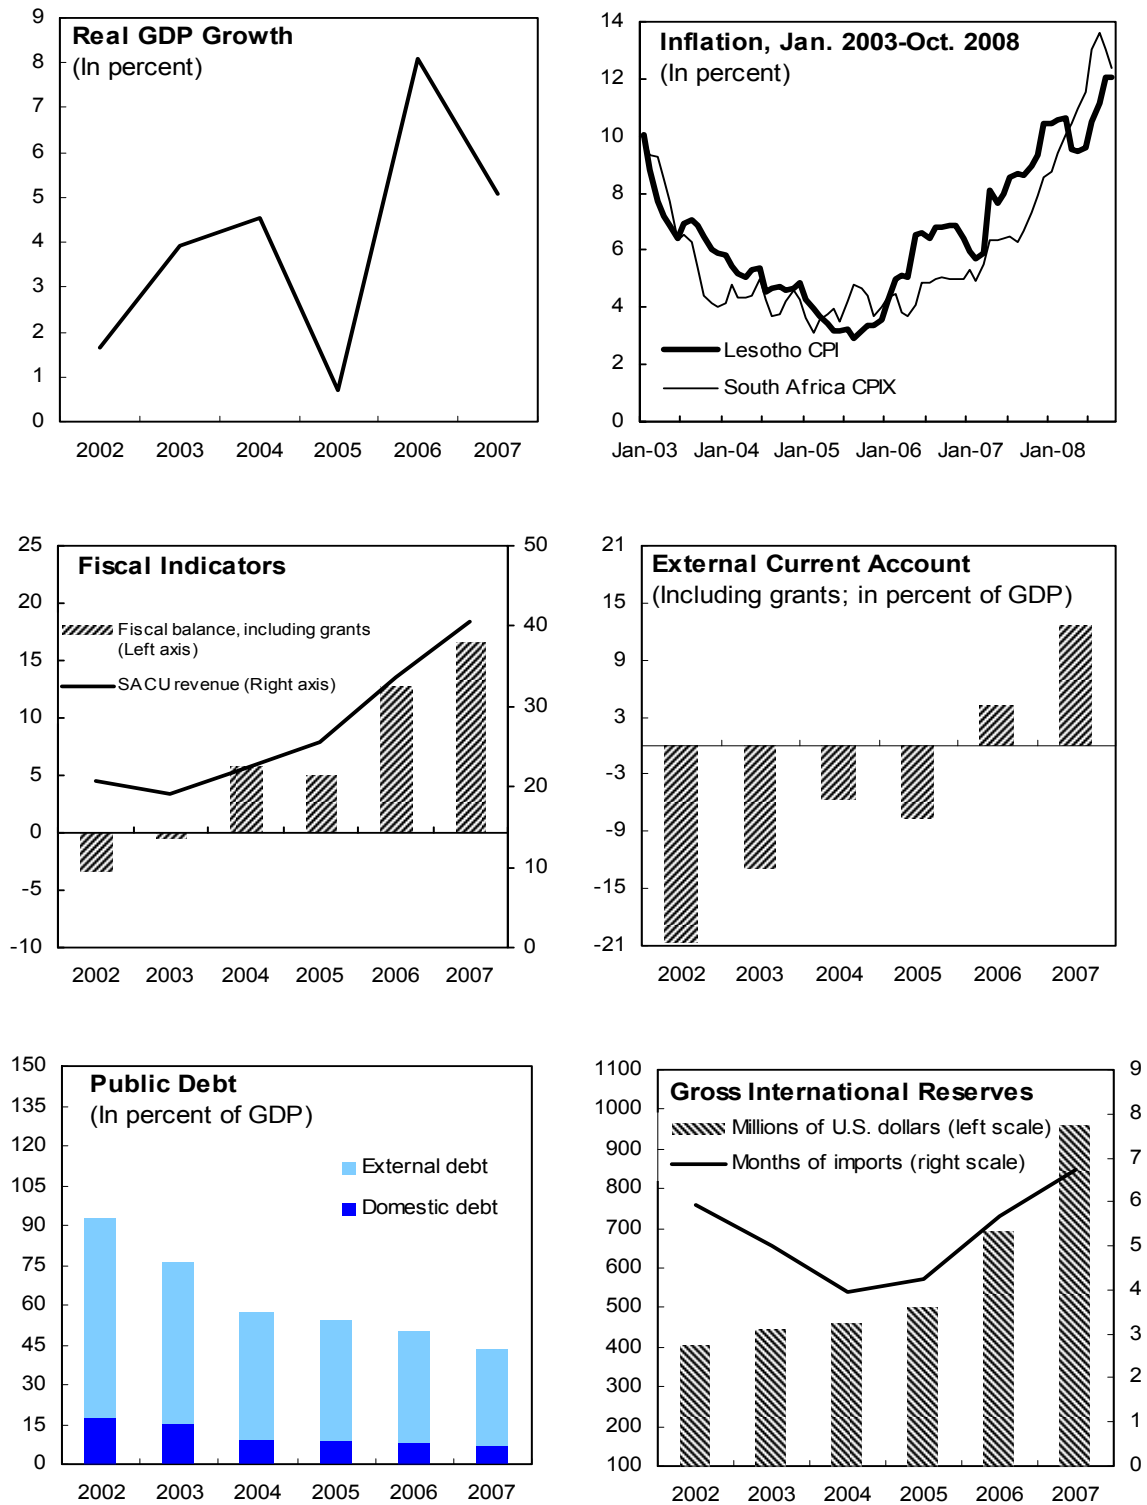 Real GDP Growth
(In percent)
9
8
7
6
5
4
3
2
1
0
2002 2003 2004 2005 2006 2007
Inflation, Jan. 2003-Oct. 2008
(In percent)
14
12
10
8
6
4
2
0
Lesotho CPI
South Africa CPIX
Jan-03 Jan-04 Jan-05 Jan-06 Jan-07 Jan-08
Fiscal Indicators
Fiscal balance, including grants
(Left axis)
SACU revenue (Right axis)
25
20
15
10
5
0
-5
-10
50
40
30
20
10
0
2002 2003 2004 2005 2006 2007
External Current Account
(Including grants; in percent of GDP)
21
15
9
3
-3
-9
-15
-21
2002 2003 2004 2005 2006 2007
Public Debt
(In percent of GDP)
External debt
Domestic debt
150
135
120
105
90
75
60
45
30
15
0
2002 2003 2004 2005 2006 2007
Gross International Reserves
Millions of U.S. dollars (left scale)
Months of imports (right scale)
1100
1000
900
800
700
600
500
400
300
200
100
9
8
7
6
5
4
3
2
1
0
2002 2003 2004 2005 2006 2007